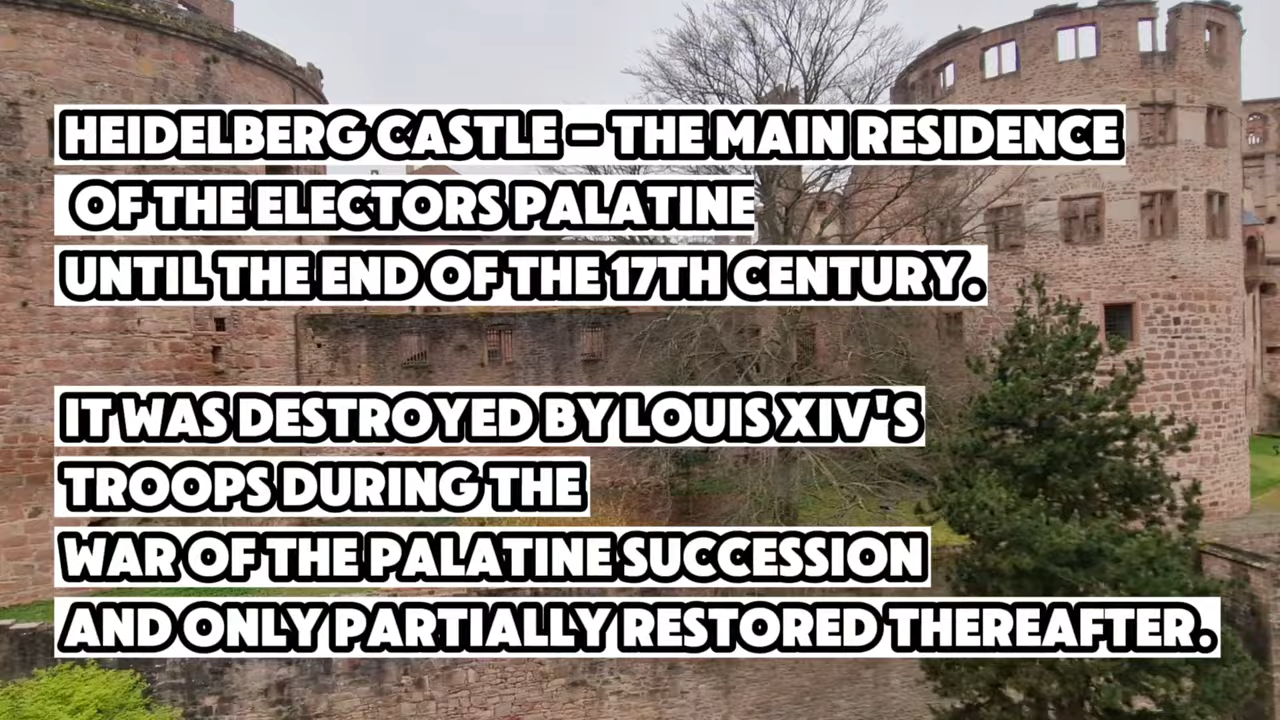 HEIDELBERG CASTLE – THE MAIN RESIDENCE
OF THE ELECTORS PALATINE
UNTIL THE END OF THE 17TH CENTURY.
IT WAS DESTROYED BY LOUIS XIV'S
TROOPS DURING THE
WAR OF THE PALATINE SUCCESSION
AND ONLY PARTIALLY RESTORED THEREAFTER.